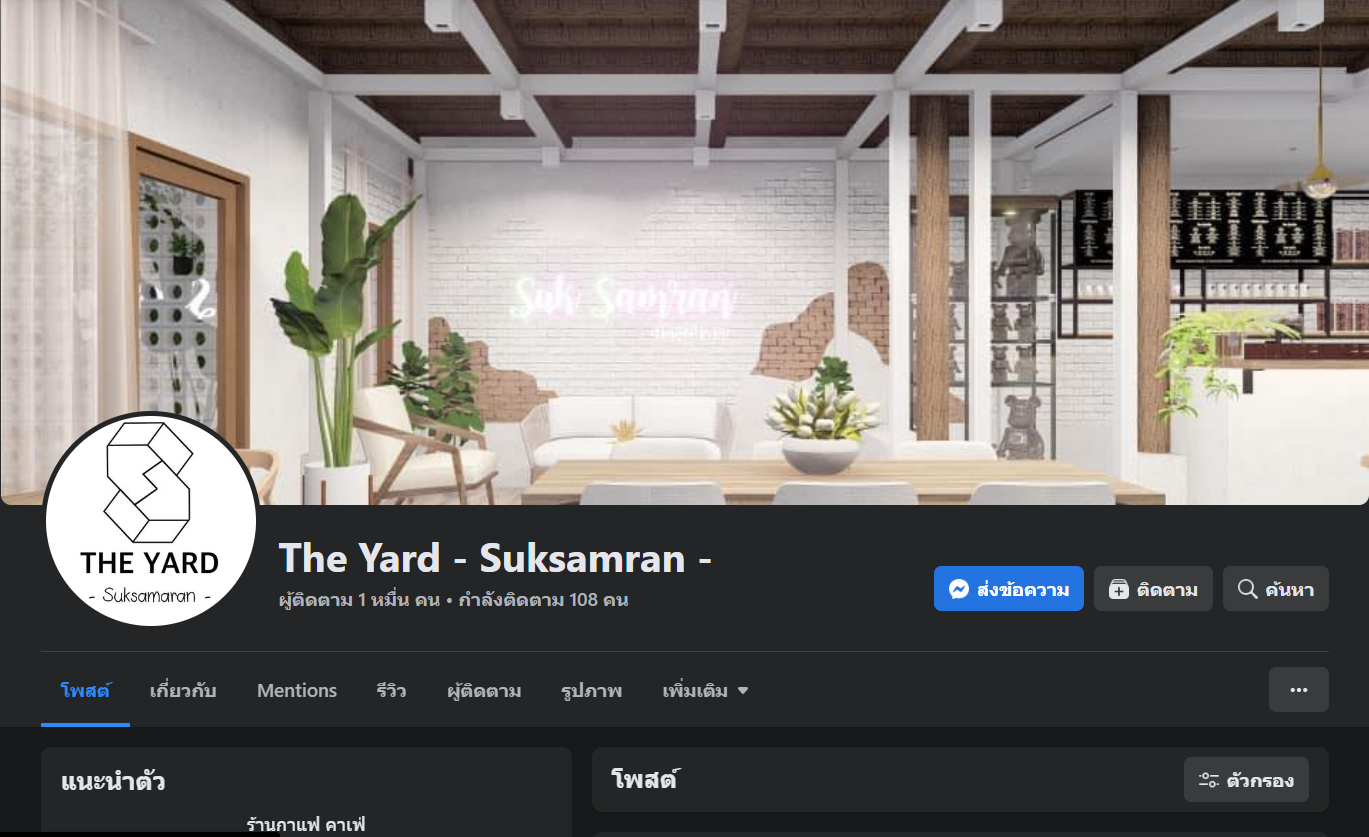 Suk Samran
THE YARD
- Suksamaran -
The Yard - Suksamran -
ผู้ติดตาม 1 หมื่น คน • กำลังติดตาม 108 คน
ส่งข้อความ
ติดตาม
ค้นหา
โพสต์
เกี่ยวกับ
Mentions
รีวิว
ผู้ติดตาม
รูปภาพ
เพิ่มเติม
แนะนำตัว
ร้านกาแฟ คาเฟ่
โพสต์
ตัวกรอง